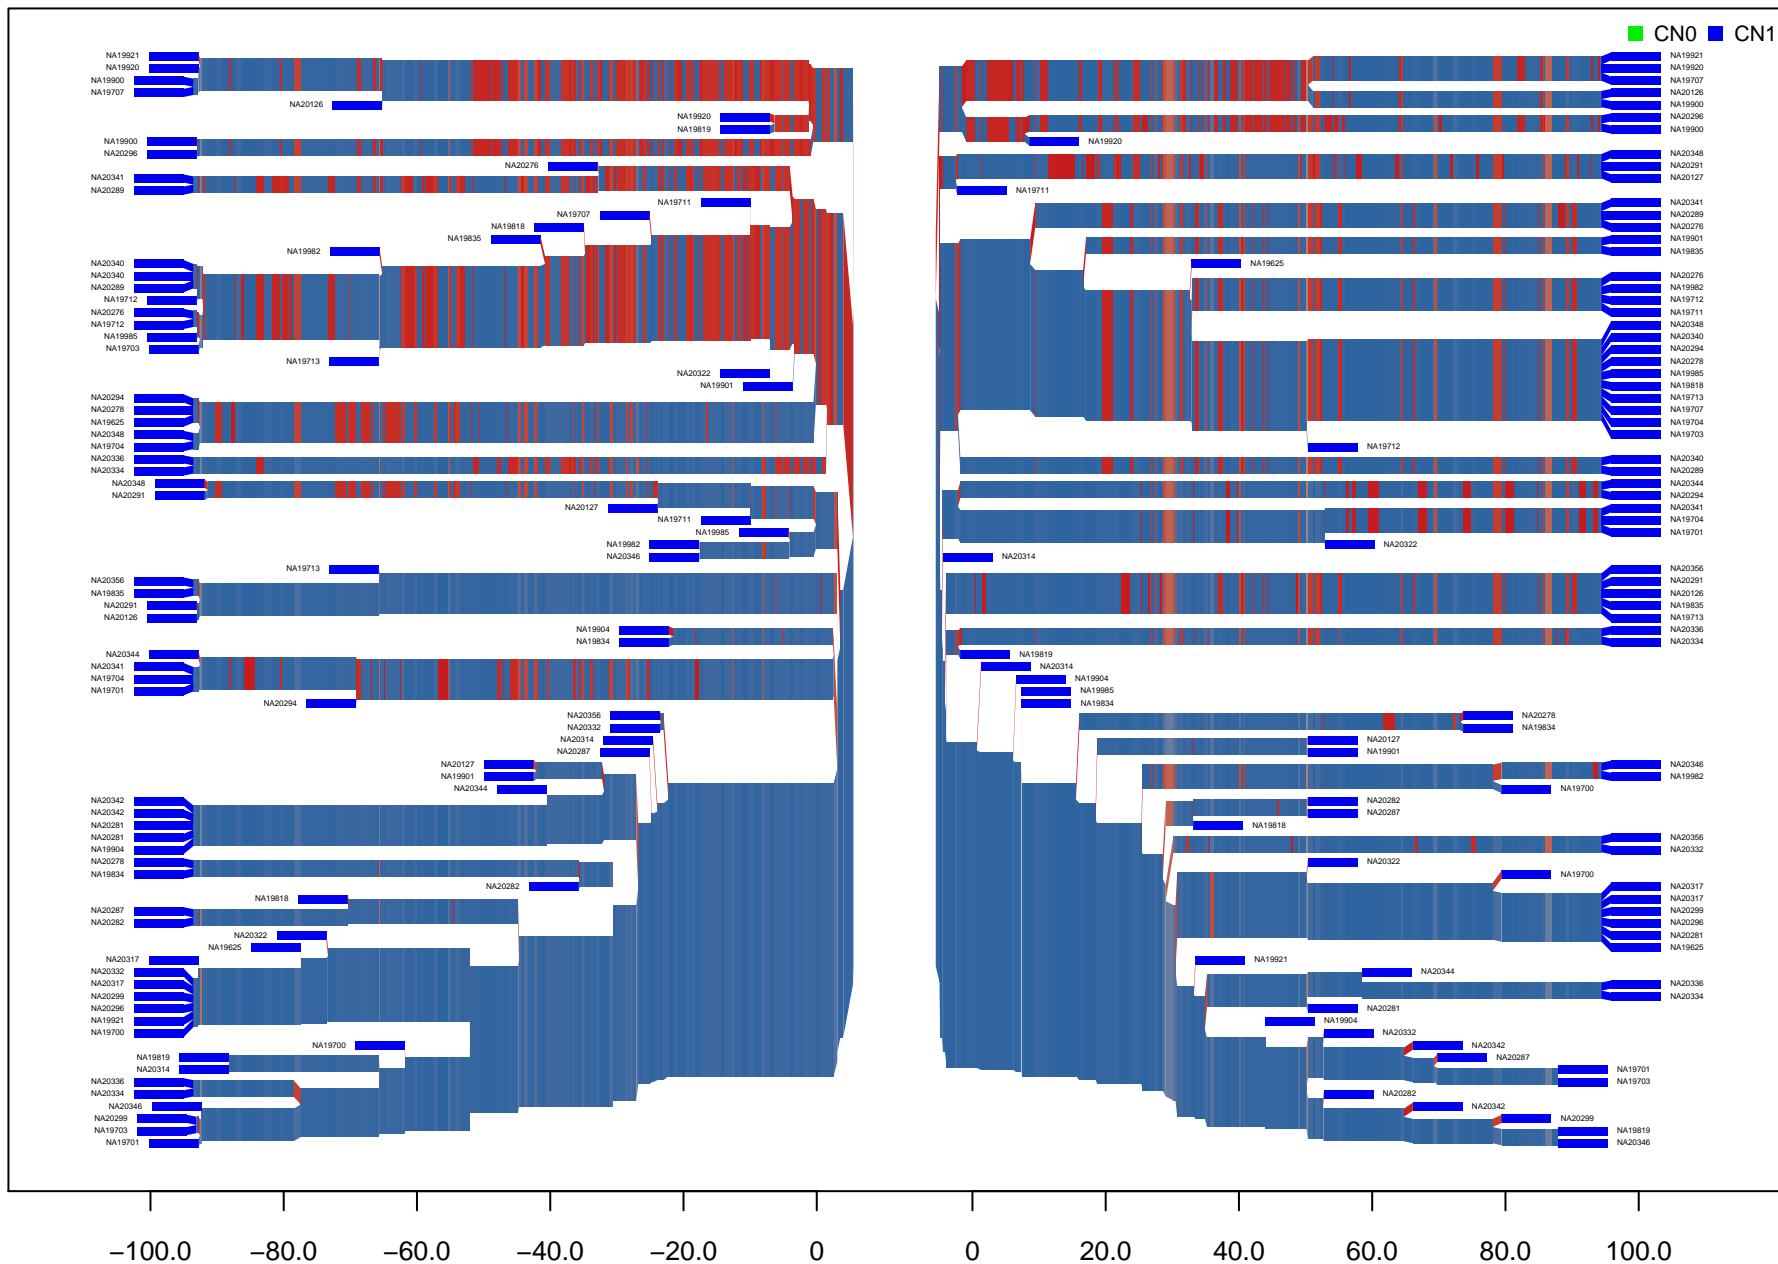 CN0 CN1
NA19921
NA19920
NA19900
NA19707
NA20126
NA19920
NA19819
NA19900
NA20296
NA20276
NA20341
NA20289
NA19711
NA19707
NA19818
NA19835
NA19982
NA20340
NA20340
NA20289
NA19712
NA20276
NA19712
NA19985
NA19703
NA19713
NA20322
NA19901
NA20294
NA20278
NA19625
NA20348
NA19704
NA20336
NA20334
NA20348
NA20291
NA20127
NA19711
NA19985
NA19982
NA20346
NA19713
NA20356
NA19835
NA20291
NA20126
NA19904
NA19834
NA20344
NA20341
NA19704
NA19701
NA20294
NA20356
NA20332
NA20314
NA20287
NA20127
NA19901
NA20344
NA20342
NA20342
NA20281
NA20281
NA19904
NA20278
NA19834
NA20282
NA19818
NA20287
NA20282
NA20322
NA19625
NA20317
NA20332
NA20317
NA20299
NA20296
NA19921
NA19700
NA19700
NA19819
NA20314
NA20336
NA20334
NA20346
NA20299
NA19703
NA19701
NA19921
NA19920
NA19707
NA20126
NA19900
NA20296
NA19900
NA19920
NA20348
NA20291
NA20127
NA19711
NA20341
NA20289
NA20276
NA19901
NA19835
NA19625
NA20276
NA19982
NA19712
NA19711
NA20348
NA20340
NA20294
NA20278
NA19985
NA19818
NA19713
NA19707
NA19704
NA19703
NA19712
NA20340
NA20289
NA20344
NA20294
NA20341
NA19704
NA19701
NA20322
NA20314
NA20356
NA20291
NA20126
NA19835
NA19713
NA20336
NA20334
NA19819
NA20314
NA19904
NA19985
NA19834
NA20278
NA19834
NA20127
NA19901
NA20346
NA19982
NA19700
NA20282
NA20287
NA19818
NA20356
NA20332
NA20322
NA19700
NA20317
NA20317
NA20299
NA20296
NA20281
NA19625
NA19921
NA20344
NA20336
NA20334
NA20281
NA19904
NA20332
NA20342
NA20287
NA19701
NA19703
NA20282
NA20342
NA20299
NA19819
NA20346
−100.0 −80.0 −60.0 −40.0 −20.0 0 0 20.0 40.0 60.0 80.0 100.0